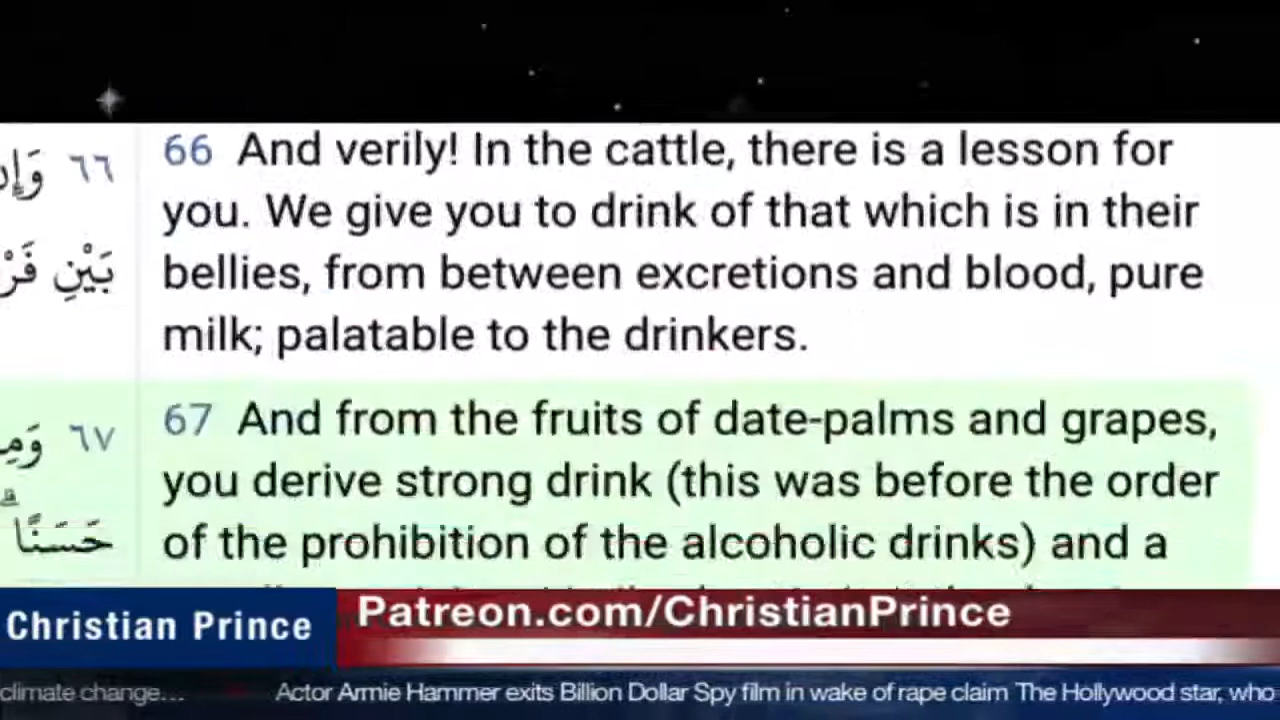 66 And verily! In the cattle, there is a lesson for
you. We give you to drink of that which is in their
bellies, from between excretions and blood, pure
milk; palatable to the drinkers.
٦٦
بَيْنِ
67 And from the fruits of date-palms and grapes,
you derive strong drink (this was before the order
of the prohibition of the alcoholic drinks) and a
٦٧
حَسَنًا
Christian Prince
Patreon.com/ChristianPrince
climate change...
Actor Armie Hammer exits Billion Dollar Spy film in wake of rape claim The Hollywood star, who